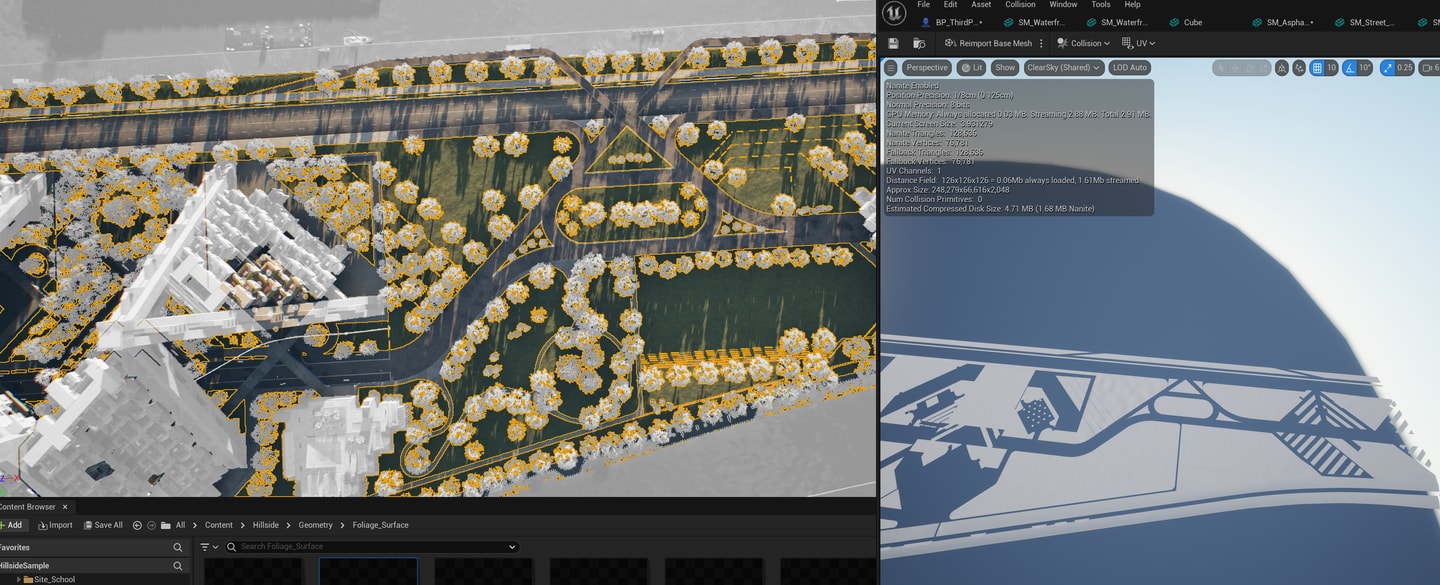 File Edit Asset Collision Window Tools Help
BP_ThirdP...• SM_Waterfr... SM_Waterfr... Cube SM_Aspha...• SM_Street_...
Reimport Base Mesh Collision UV
Perspective Lit Show ClearSky (Shared) LOD Auto 10 10° 0.25
Nanite Enabled
Position Precision: 1/8cm (0.125cm)
Normal Precision: 8 bits
GPU Memory: Always allocated 0.03 MB. Streaming 2.88 MB. Total 2.91 MB.
Current Screen Size: 3.931279
Nanite Triangles: 128,636
Nanite Vertices: 76,781
Fallback Triangles: 128,636
Fallback Vertices: 76,781
UV Channels: 1
Distance Field: 126x126x126 = 0.06Mb always loaded, 1.61Mb streamed
Approx Size: 248,279x66,616x2,048
Num Collision Primitives: 0
Estimated Compressed Disk Size: 4.71 MB (1.68 MB Nanite)
Content Browser
Add Import Save All All Content Hillside Geometry Foliage_Surface
Favorites
Search Foliage_Surface
HillsideSample
Site_School